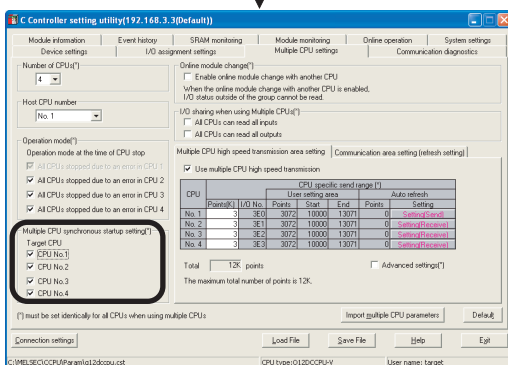 C Controller setting utility(192.168.3.3(Default))
Module information Event history SRAM monitoring Module monitoring Online operation System settings
Device settings I/O assignment settings Multiple CPU settings Communication diagnostics
Number of CPUs(*)
4
Host CPU number
No. 1
Operation mode(*)
Operation mode at the time of CPU stop
All CPUs stopped due to an error in CPU 1
All CPUs stopped due to an error in CPU 2
All CPUs stopped due to an error in CPU 3
All CPUs stopped due to an error in CPU 4
Multiple CPU synchronous startup setting(*)
Target CPU
CPU No.1
CPU No.2
CPU No.3
CPU No.4
Online module change(*)
Enable online module change with another CPU
When the online module change with another CPU is enabled,
I/O status outside of the group cannot be read.
I/O sharing when using Multiple CPUs(*)
All CPUs can read all inputs
All CPUs can read all outputs
Multiple CPU high speed transmission area setting Communication area setting (refresh setting)
Use multiple CPU high speed transmission
CPU CPU specific send range (*)
User setting area Auto refresh
Points(K) I/O No. Points Start End Points Setting
No. 1 3 3E0 3072 10000 13071 0 Setting(Send)
No. 2 3 3E1 3072 10000 13071 0 Setting(Receive)
No. 3 3 3E2 3072 10000 13071 0 Setting(Receive)
No. 4 3 3E3 3072 10000 13071 0 Setting(Receive)
Total 12K points Advanced settings(*)
The maximum total number of points is 12K.
(*) must be set identically for all CPUs when using multiple CPUs
Import multiple CPU parameters Default
Connection settings Load File Save File Help Exit
C:\MELSEC\CCPU\Param\q12dccpu.cst CPU type:Q12DCCPU-V User name: target